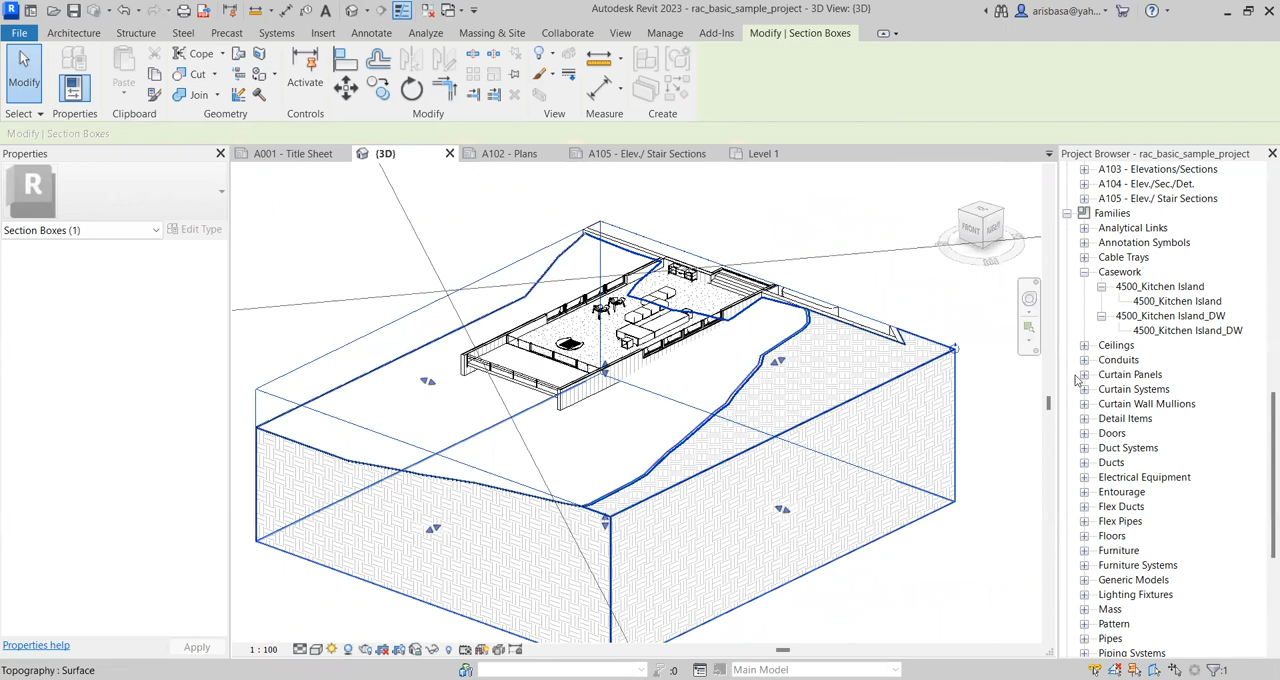 Autodesk Revit 2023 - rac_basic_sample_project - 3D View: {3D}
arisbasa@yah...
File Architecture Structure Steel Precast Systems Insert Annotate Analyze Massing & Site Collaborate View Manage Add-Ins Modify | Section Boxes
Modify
Paste
Cope
Cut
Join
Activate
Select Properties Clipboard Geometry Controls Modify View Measure Create
Modify | Section Boxes
Properties
R
Section Boxes (1)
Edit Type
Properties help
Apply
A001 - Title Sheet
(3D)
A102 - Plans
A105 - Elev./ Stair Sections
Level 1
FRONT
RIGHT
1 : 100
Project Browser - rac_basic_sample_project
A103 - Elevations/Sections
A104 - Elev./Sec./Det.
A105 - Elev./ Stair Sections
Families
Analytical Links
Annotation Symbols
Cable Trays
Casework
4500_Kitchen Island
4500_Kitchen Island
4500_Kitchen Island_DW
4500_Kitchen Island_DW
Ceilings
Conduits
Curtain Panels
Curtain Systems
Curtain Wall Mullions
Detail Items
Doors
Duct Systems
Ducts
Electrical Equipment
Entourage
Flex Ducts
Flex Pipes
Floors
Furniture
Furniture Systems
Generic Models
Lighting Fixtures
Mass
Pattern
Pipes
Piping Systems
Topography : Surface
:0
Main Model
:1